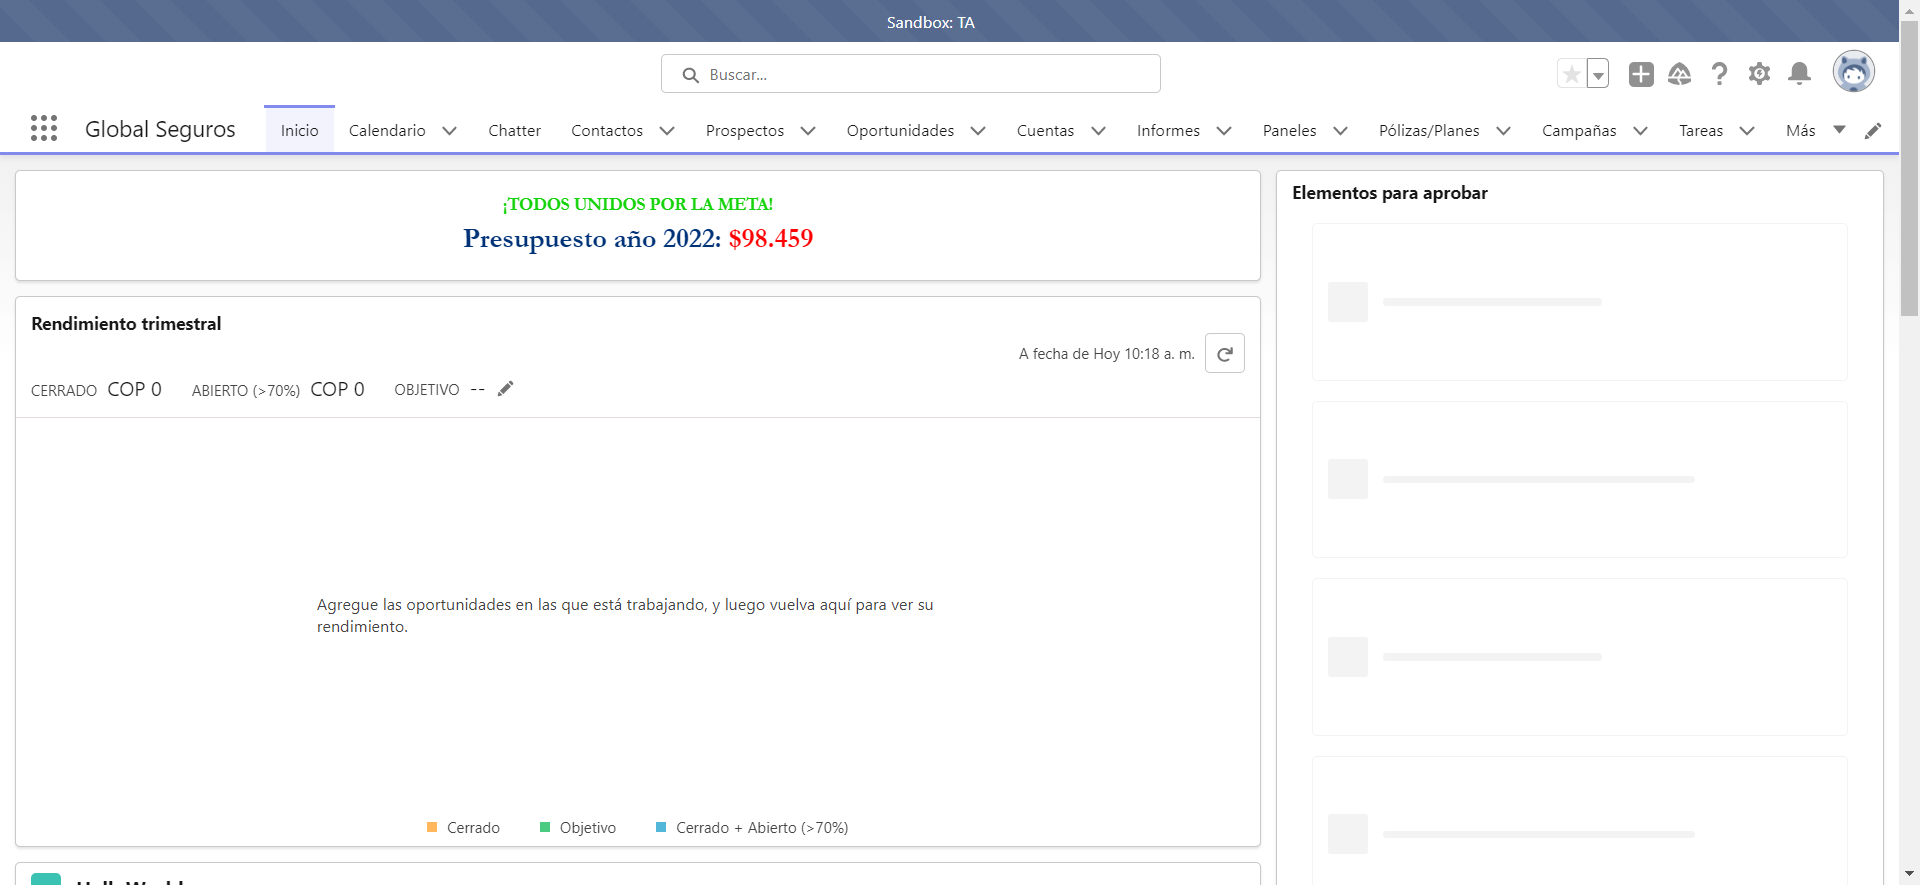 Sandbox: TA
Buscar...
Global Seguros
Inicio
Calendario
Chatter
Contactos
Prospectos
Oportunidades
Cuentas
Informes
Paneles
Pólizas/Planes
Campañas
Tareas
Más
¡TODOS UNIDOS POR LA META!
Presupuesto año 2022: $98.459
Rendimiento trimestral
A fecha de Hoy 10:18 a. m.
CERRADO COP 0 ABIERTO (>70%) COP 0 OBJETIVO --
Agregue las oportunidades en las que está trabajando, y luego vuelva aquí para ver su
rendimiento.
Cerrado
Objetivo
Cerrado + Abierto (>70%)
Elementos para aprobar